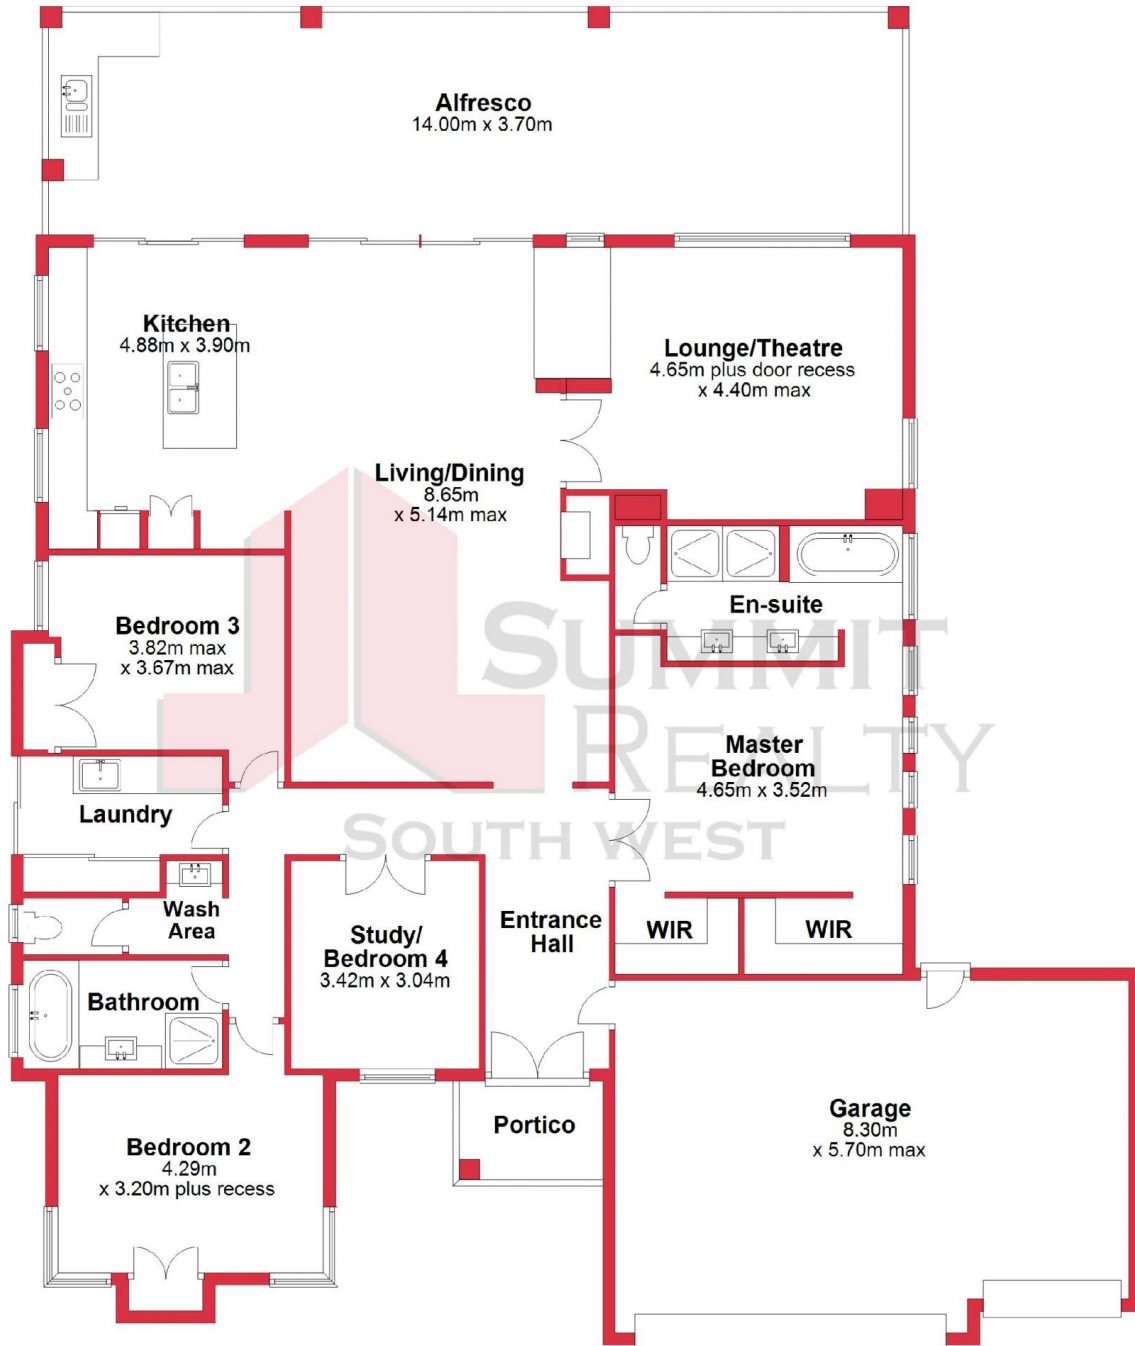 Alfresco
14.00m x 3.70m
Kitchen
4.88m x 3.90m
Lounge/Theatre
4.65m plus door recess
x 4.40m max
Living/Dining
8.65m
x 5.14m max
En-suite
Bedroom 3
3.82m max
x 3.67m max
SUMMIT
REALTY
SOUTH WEST
Master
Bedroom
4.65m x 3.52m
Laundry
Wash
Area
Study/
Bedroom 4
3.42m x 3.04m
Entrance
Hall
WIR
WIR
Bathroom
Portico
Garage
8.30m
x 5.70m max
Bedroom 2
4.29m
x 3.20m plus recess